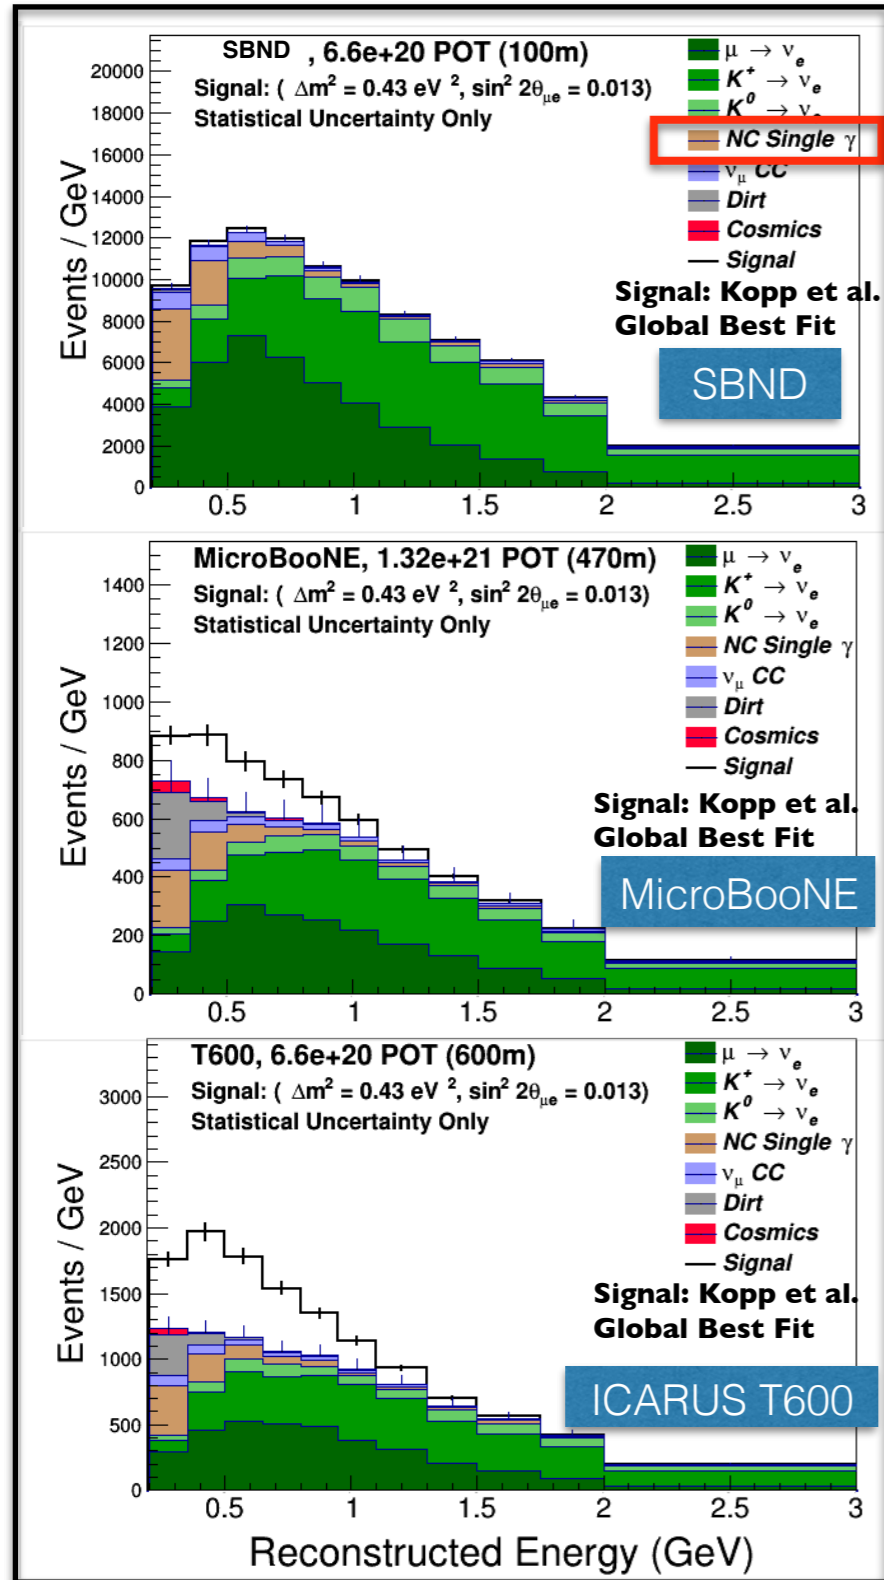 SBND , 6.6e+20 POT (100m)
Signal: ( Δm² = 0.43 eV ², sin² 2θμe = 0.013)
Statistical Uncertainty Only
μ → νe
K⁺ → νe
K⁰ → νe
NC Single γ
νμ CC
Dirt
Cosmics
Signal
Signal: Kopp et al.
Global Best Fit
SBND
Events / GeV
20000
18000
16000
14000
12000
10000
8000
6000
4000
2000
0
0.5 1 1.5 2 2.5 3
MicroBooNE, 1.32e+21 POT (470m)
Signal: ( Δm² = 0.43 eV ², sin² 2θμe = 0.013)
Statistical Uncertainty Only
μ → νe
K⁺ → νe
K⁰ → νe
NC Single γ
νμ CC
Dirt
Cosmics
Signal
Signal: Kopp et al.
Global Best Fit
MicroBooNE
Events / GeV
1400
1200
1000
800
600
400
200
0
0.5 1 1.5 2 2.5 3
T600, 6.6e+20 POT (600m)
Signal: ( Δm² = 0.43 eV ², sin² 2θμe = 0.013)
Statistical Uncertainty Only
μ → νe
K⁺ → νe
K⁰ → νe
NC Single γ
νμ CC
Dirt
Cosmics
Signal
Signal: Kopp et al.
Global Best Fit
ICARUS T600
Events / GeV
3000
2500
2000
1500
1000
500
0
0.5 1 1.5 2 2.5 3
Reconstructed Energy (GeV)